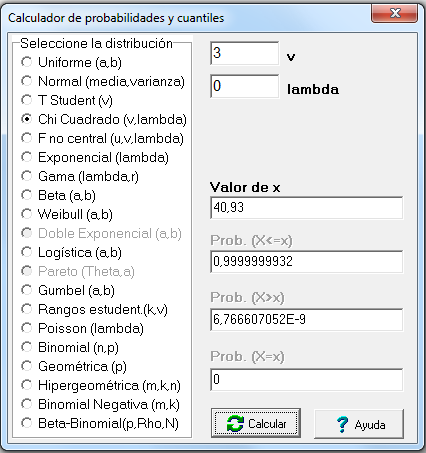 Calculador de probabilidades y cuantiles
Seleccione la distribución
Uniforme (a,b)
Normal (media,varianza)
T Student (v)
Chi Cuadrado (v,lambda)
F no central (u,v,lambda)
Exponencial (lambda)
Gama (lambda,r)
Beta (a,b)
Weibull (a,b)
Doble Exponencial (a,b)
Logística (a,b)
Pareto (Theta,a)
Gumbel (a,b)
Rangos estudent.(k,v)
Poisson (lambda)
Binomial (n,p)
Geométrica (p)
Hipergeométrica (m,k,n)
Binomial Negativa (m,k)
Beta-Binomial(p,Rho,N)
3 v
0 lambda
Valor de x
40,93
Prob. (X<=x)
0,9999999932
Prob. (X>x)
6,766607052E-9
Prob. (X=x)
0
Calcular
Ayuda